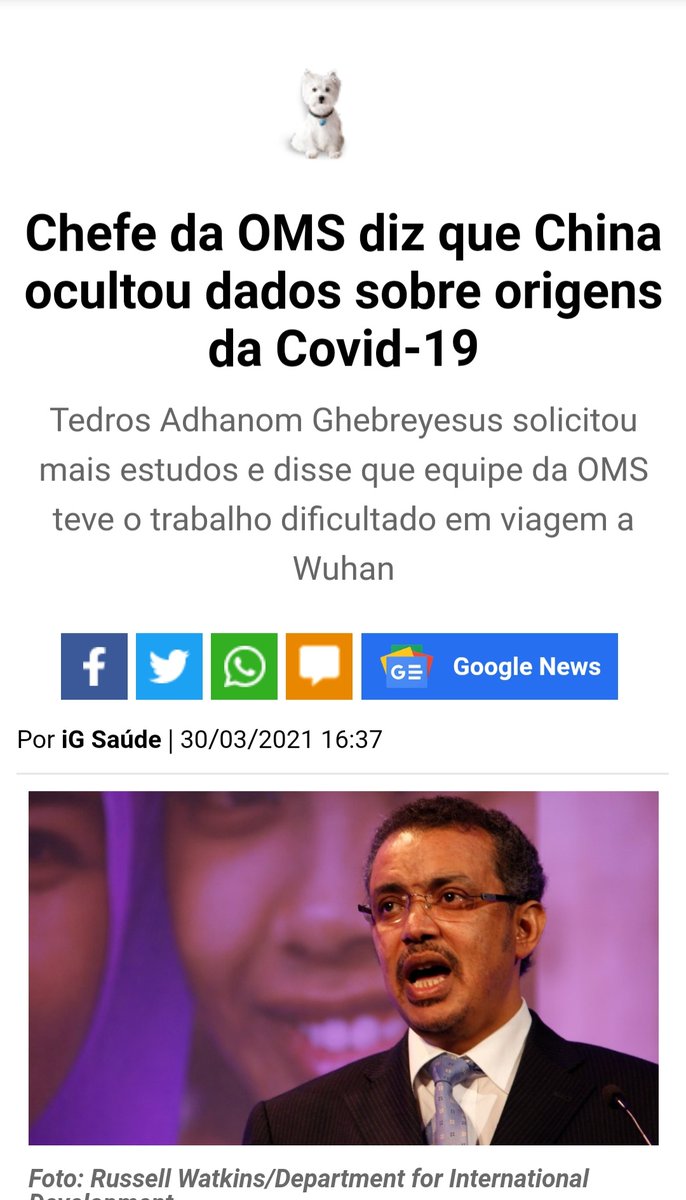 Chefe da OMS diz que China
ocultou dados sobre origens
da Covid-19
Tedros Adhanom Ghebreyesus solicitou
mais estudos e disse que equipe da OMS
teve o trabalho dificultado em viagem a
Wuhan
f GE Google News
Por iG Saúde | 30/03/2021 16:37
Foto: Russell Watkins/Department for International
Development